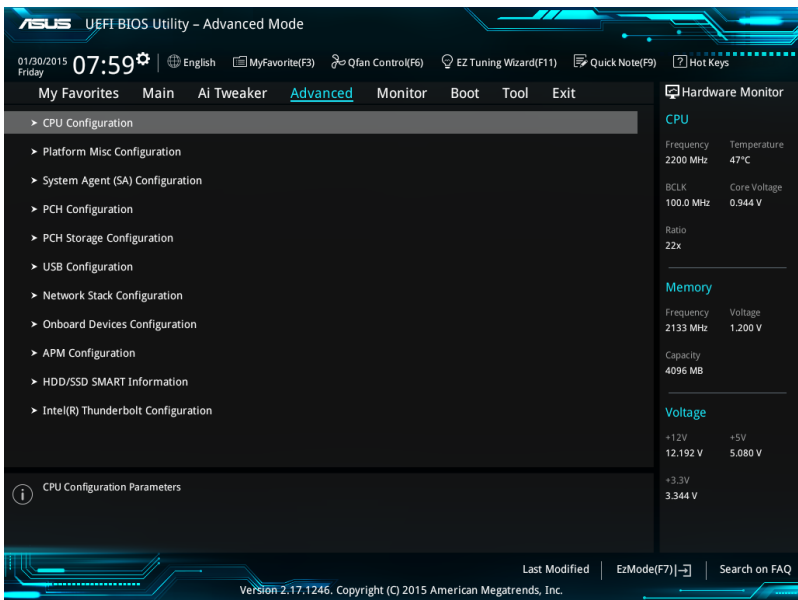 ASUS UEFI BIOS Utility – Advanced Mode
01/30/2015 Friday 07:59
English MyFavorite(F3) Qfan Control(F6) EZ Tuning Wizard(F11) Quick Note(F9) ? Hot Keys
My Favorites Main Ai Tweaker Advanced Monitor Boot Tool Exit
CPU Configuration
Platform Misc Configuration
System Agent (SA) Configuration
PCH Configuration
PCH Storage Configuration
USB Configuration
Network Stack Configuration
Onboard Devices Configuration
APM Configuration
HDD/SSD SMART Information
Intel(R) Thunderbolt Configuration
i CPU Configuration Parameters
Hardware Monitor
CPU
Frequency Temperature
2200 MHz 47°C
BCLK Core Voltage
100.0 MHz 0.944 V
Ratio
22x
Memory
Frequency Voltage
2133 MHz 1.200 V
Capacity
4096 MB
Voltage
+12V +5V
12.192 V 5.080 V
+3.3V
3.344 V
Last Modified EzMode(F7) Search on FAQ
Version 2.17.1246. Copyright (C) 2015 American Megatrends, Inc.